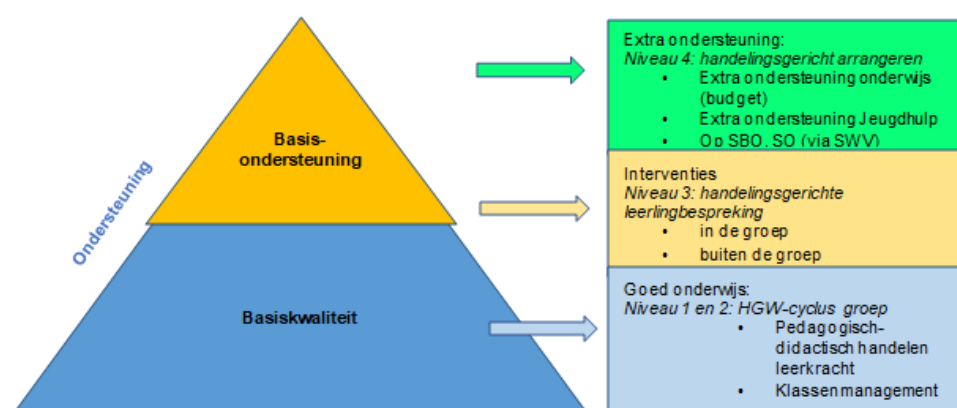 Ondersteuning
Basis-
ondersteuning
Basiskwaliteit
Extra ondersteuning:
Niveau 4: handelingsgericht arrangeren
• Extra ondersteuning onderwijs
(budget)
• Extra ondersteuning Jeugdhulp
• Op SBO, SO (via SWV)
Interventies
Niveau 3: handelingsgerichte
leerlingbespreking
• in de groep
• buiten de groep
Goed onderwijs:
Niveau 1 en 2: HGW-cyclus groep
• Pedagogisch-
didactisch handelen
leerkracht
• Klassenmanagement